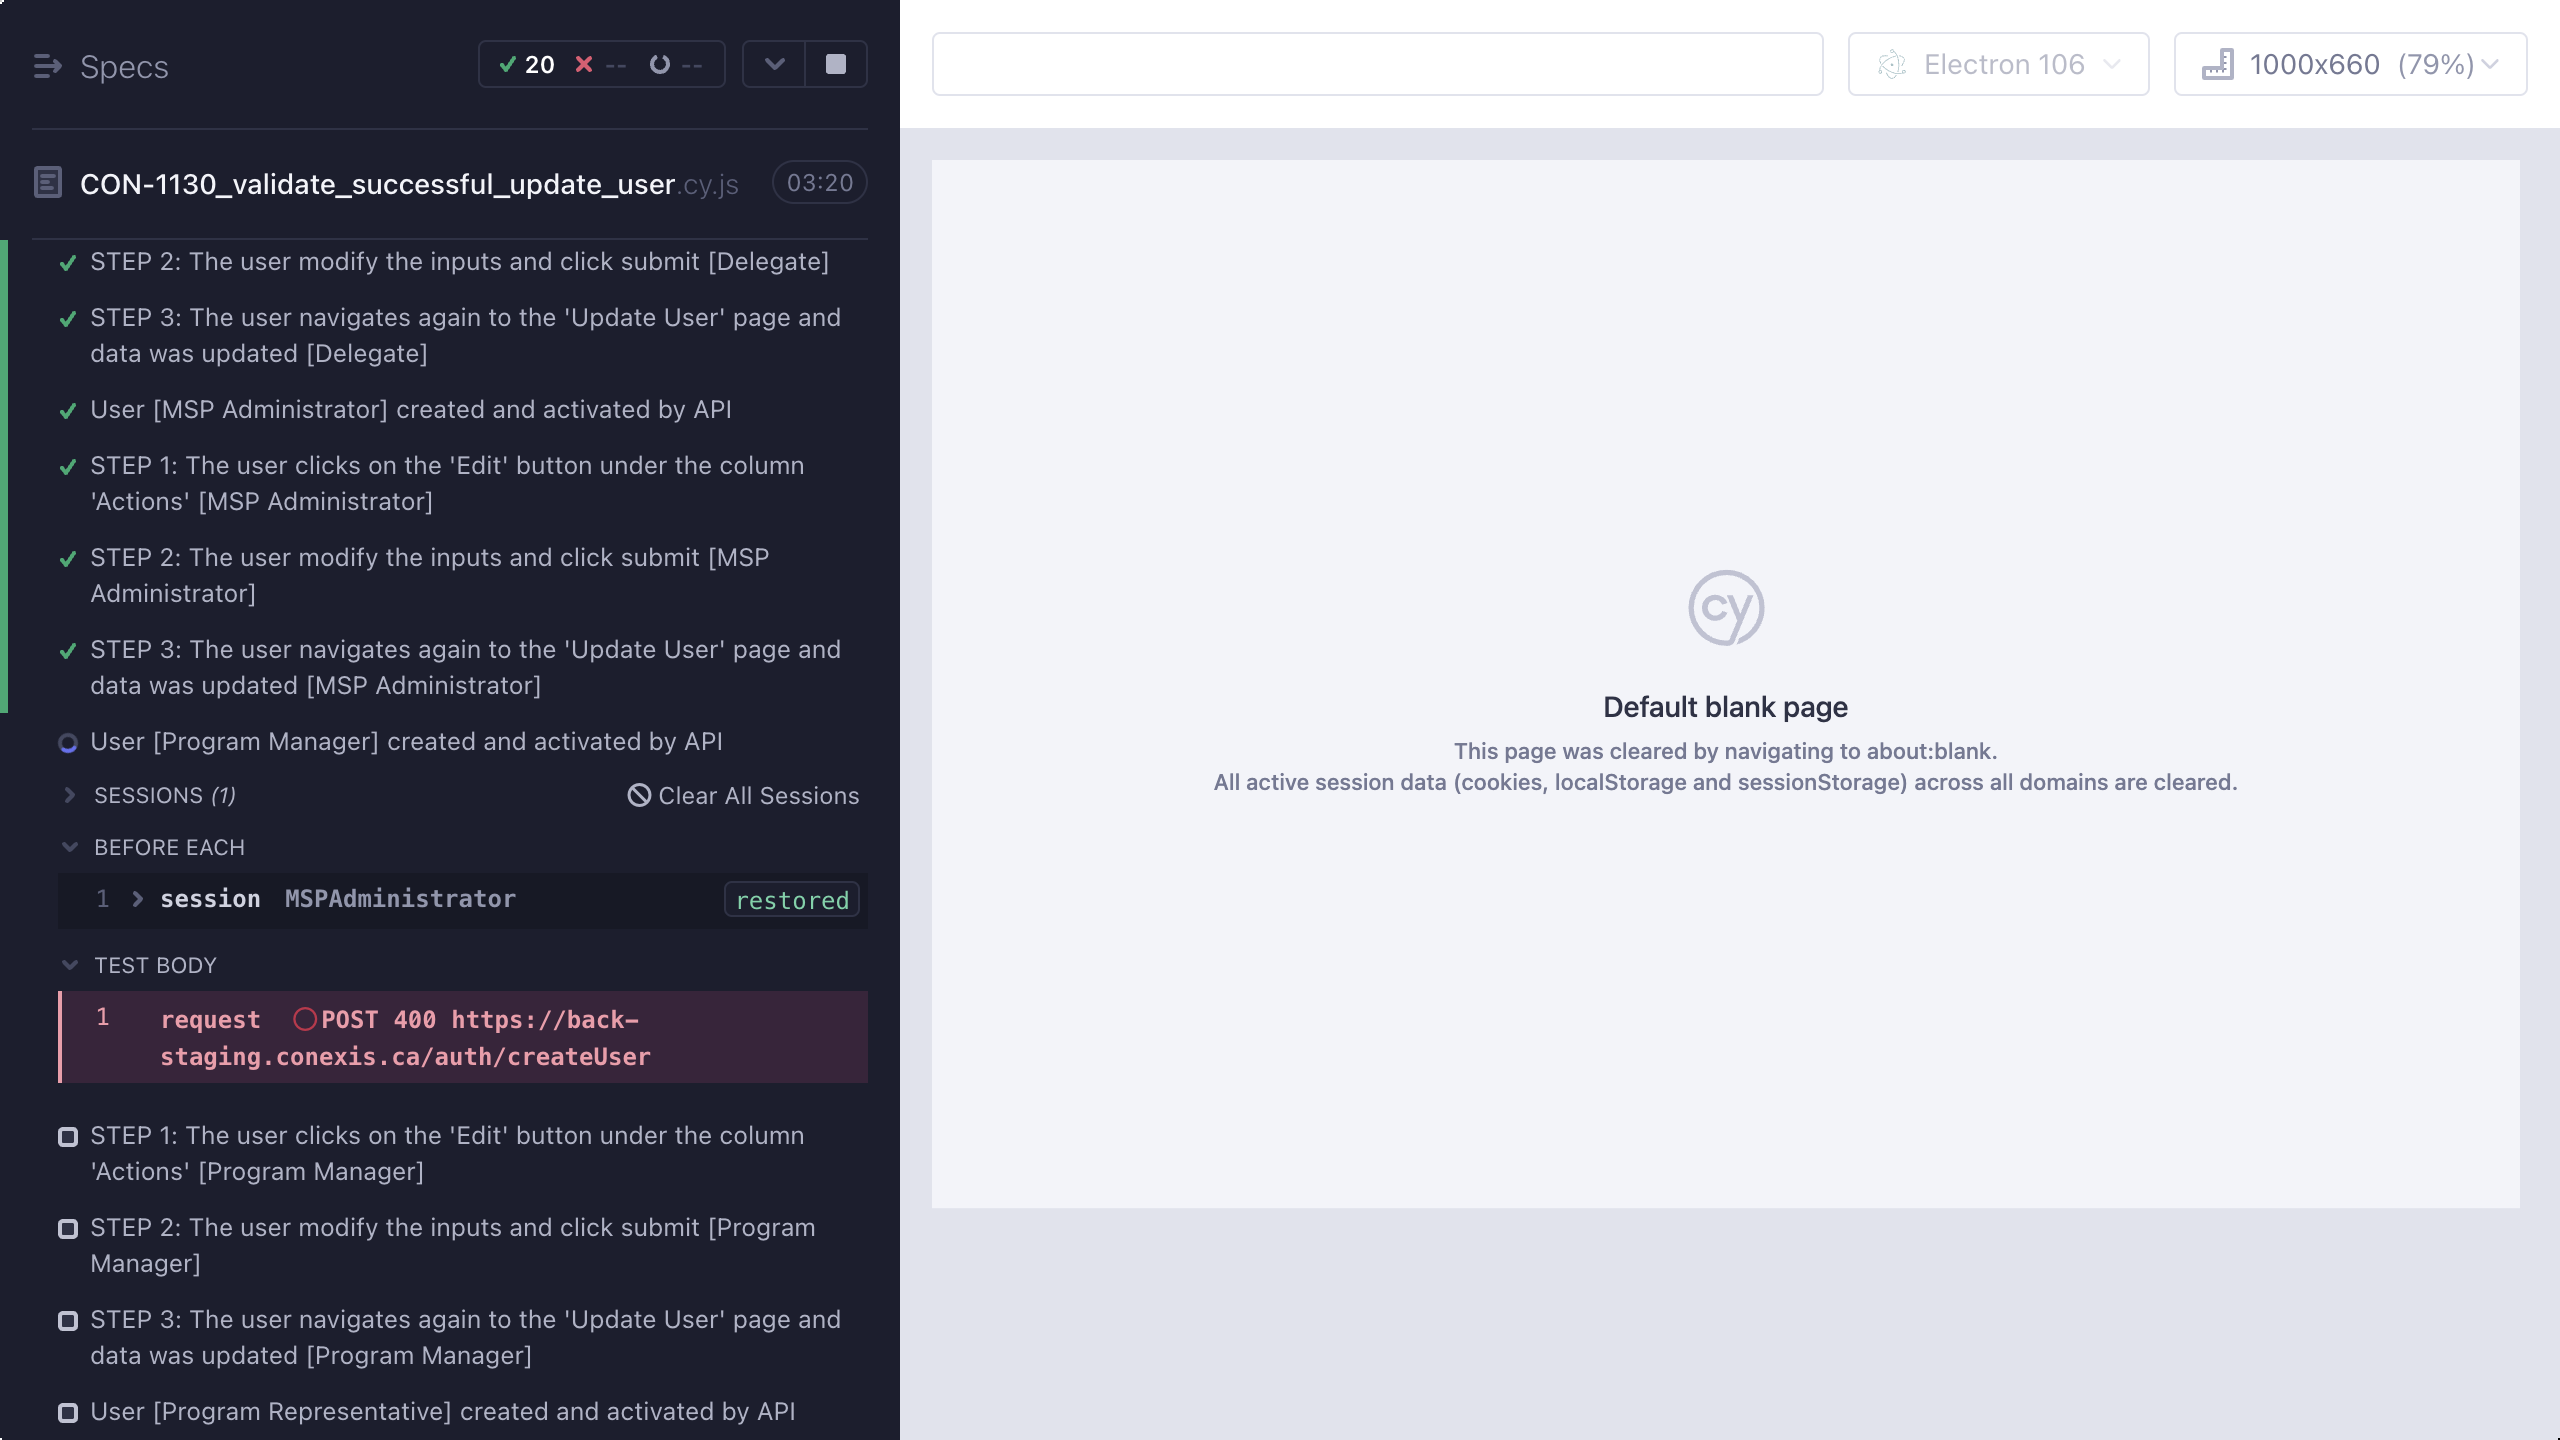 Specs
20 -- --
CON-1130_validate_successful_update_user.cy.js 03:20
STEP 2: The user modify the inputs and click submit [Delegate]
STEP 3: The user navigates again to the 'Update User' page and
data was updated [Delegate]
User [MSP Administrator] created and activated by API
STEP 1: The user clicks on the 'Edit' button under the column
'Actions' [MSP Administrator]
STEP 2: The user modify the inputs and click submit [MSP
Administrator]
STEP 3: The user navigates again to the 'Update User' page and
data was updated [MSP Administrator]
User [Program Manager] created and activated by API
SESSIONS (1) Clear All Sessions
BEFORE EACH
1 session MSPAdministrator restored
TEST BODY
1 request POST 400 https://back-
staging.conexis.ca/auth/createUser
STEP 1: The user clicks on the 'Edit' button under the column
'Actions' [Program Manager]
STEP 2: The user modify the inputs and click submit [Program
Manager]
STEP 3: The user navigates again to the 'Update User' page and
data was updated [Program Manager]
User [Program Representative] created and activated by API
Electron 106
1000x660 (79%)
cy
Default blank page
This page was cleared by navigating to about:blank.
All active session data (cookies, localStorage and sessionStorage) across all domains are cleared.